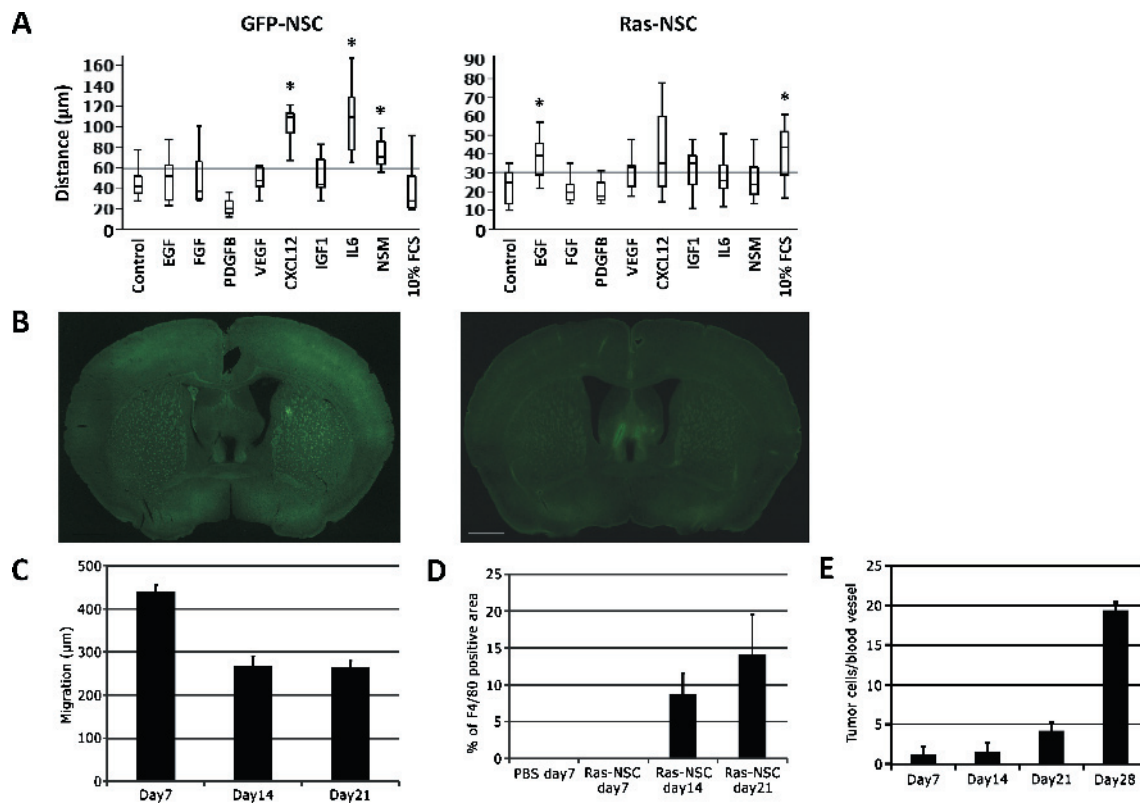 A
GFP-NSC
Ras-NSC
Distance (µm)
160
140
120
100
80
60
40
20
0
*
*
*
Control
EGF
FGF
PDGFB
VEGF
CXCL12
IGF1
IL6
NSM
10% FCS
90
80
70
60
50
40
30
20
10
0
*
*
Control
EGF
FGF
PDGFB
VEGF
CXCL12
IGF1
IL6
NSM
10% FCS
B
C
Migration (µm)
500
400
300
200
100
0
Day7
Day14
Day21
D
% of F4/80 positive area
25
20
15
10
5
0
PBS day7
Ras-NSC
day7
Ras-NSC
day14
Ras-NSC
day21
E
Tumor cells/blood vessel
25
20
15
10
5
0
Day7
Day14
Day21
Day28